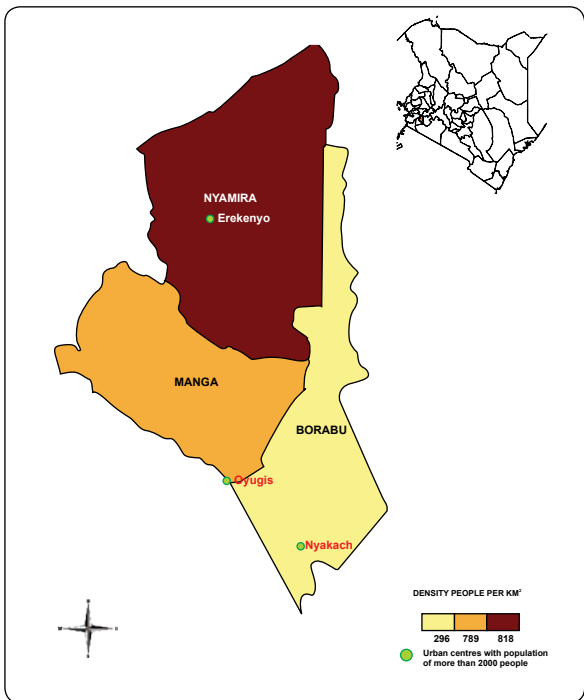 NYAMIRA
Erekenyo
MANGA
BORABU
Oyugis
Nyakach
DENSITY PEOPLE PER KM²
296 789 818
Urban centres with population
of more than 2000 people